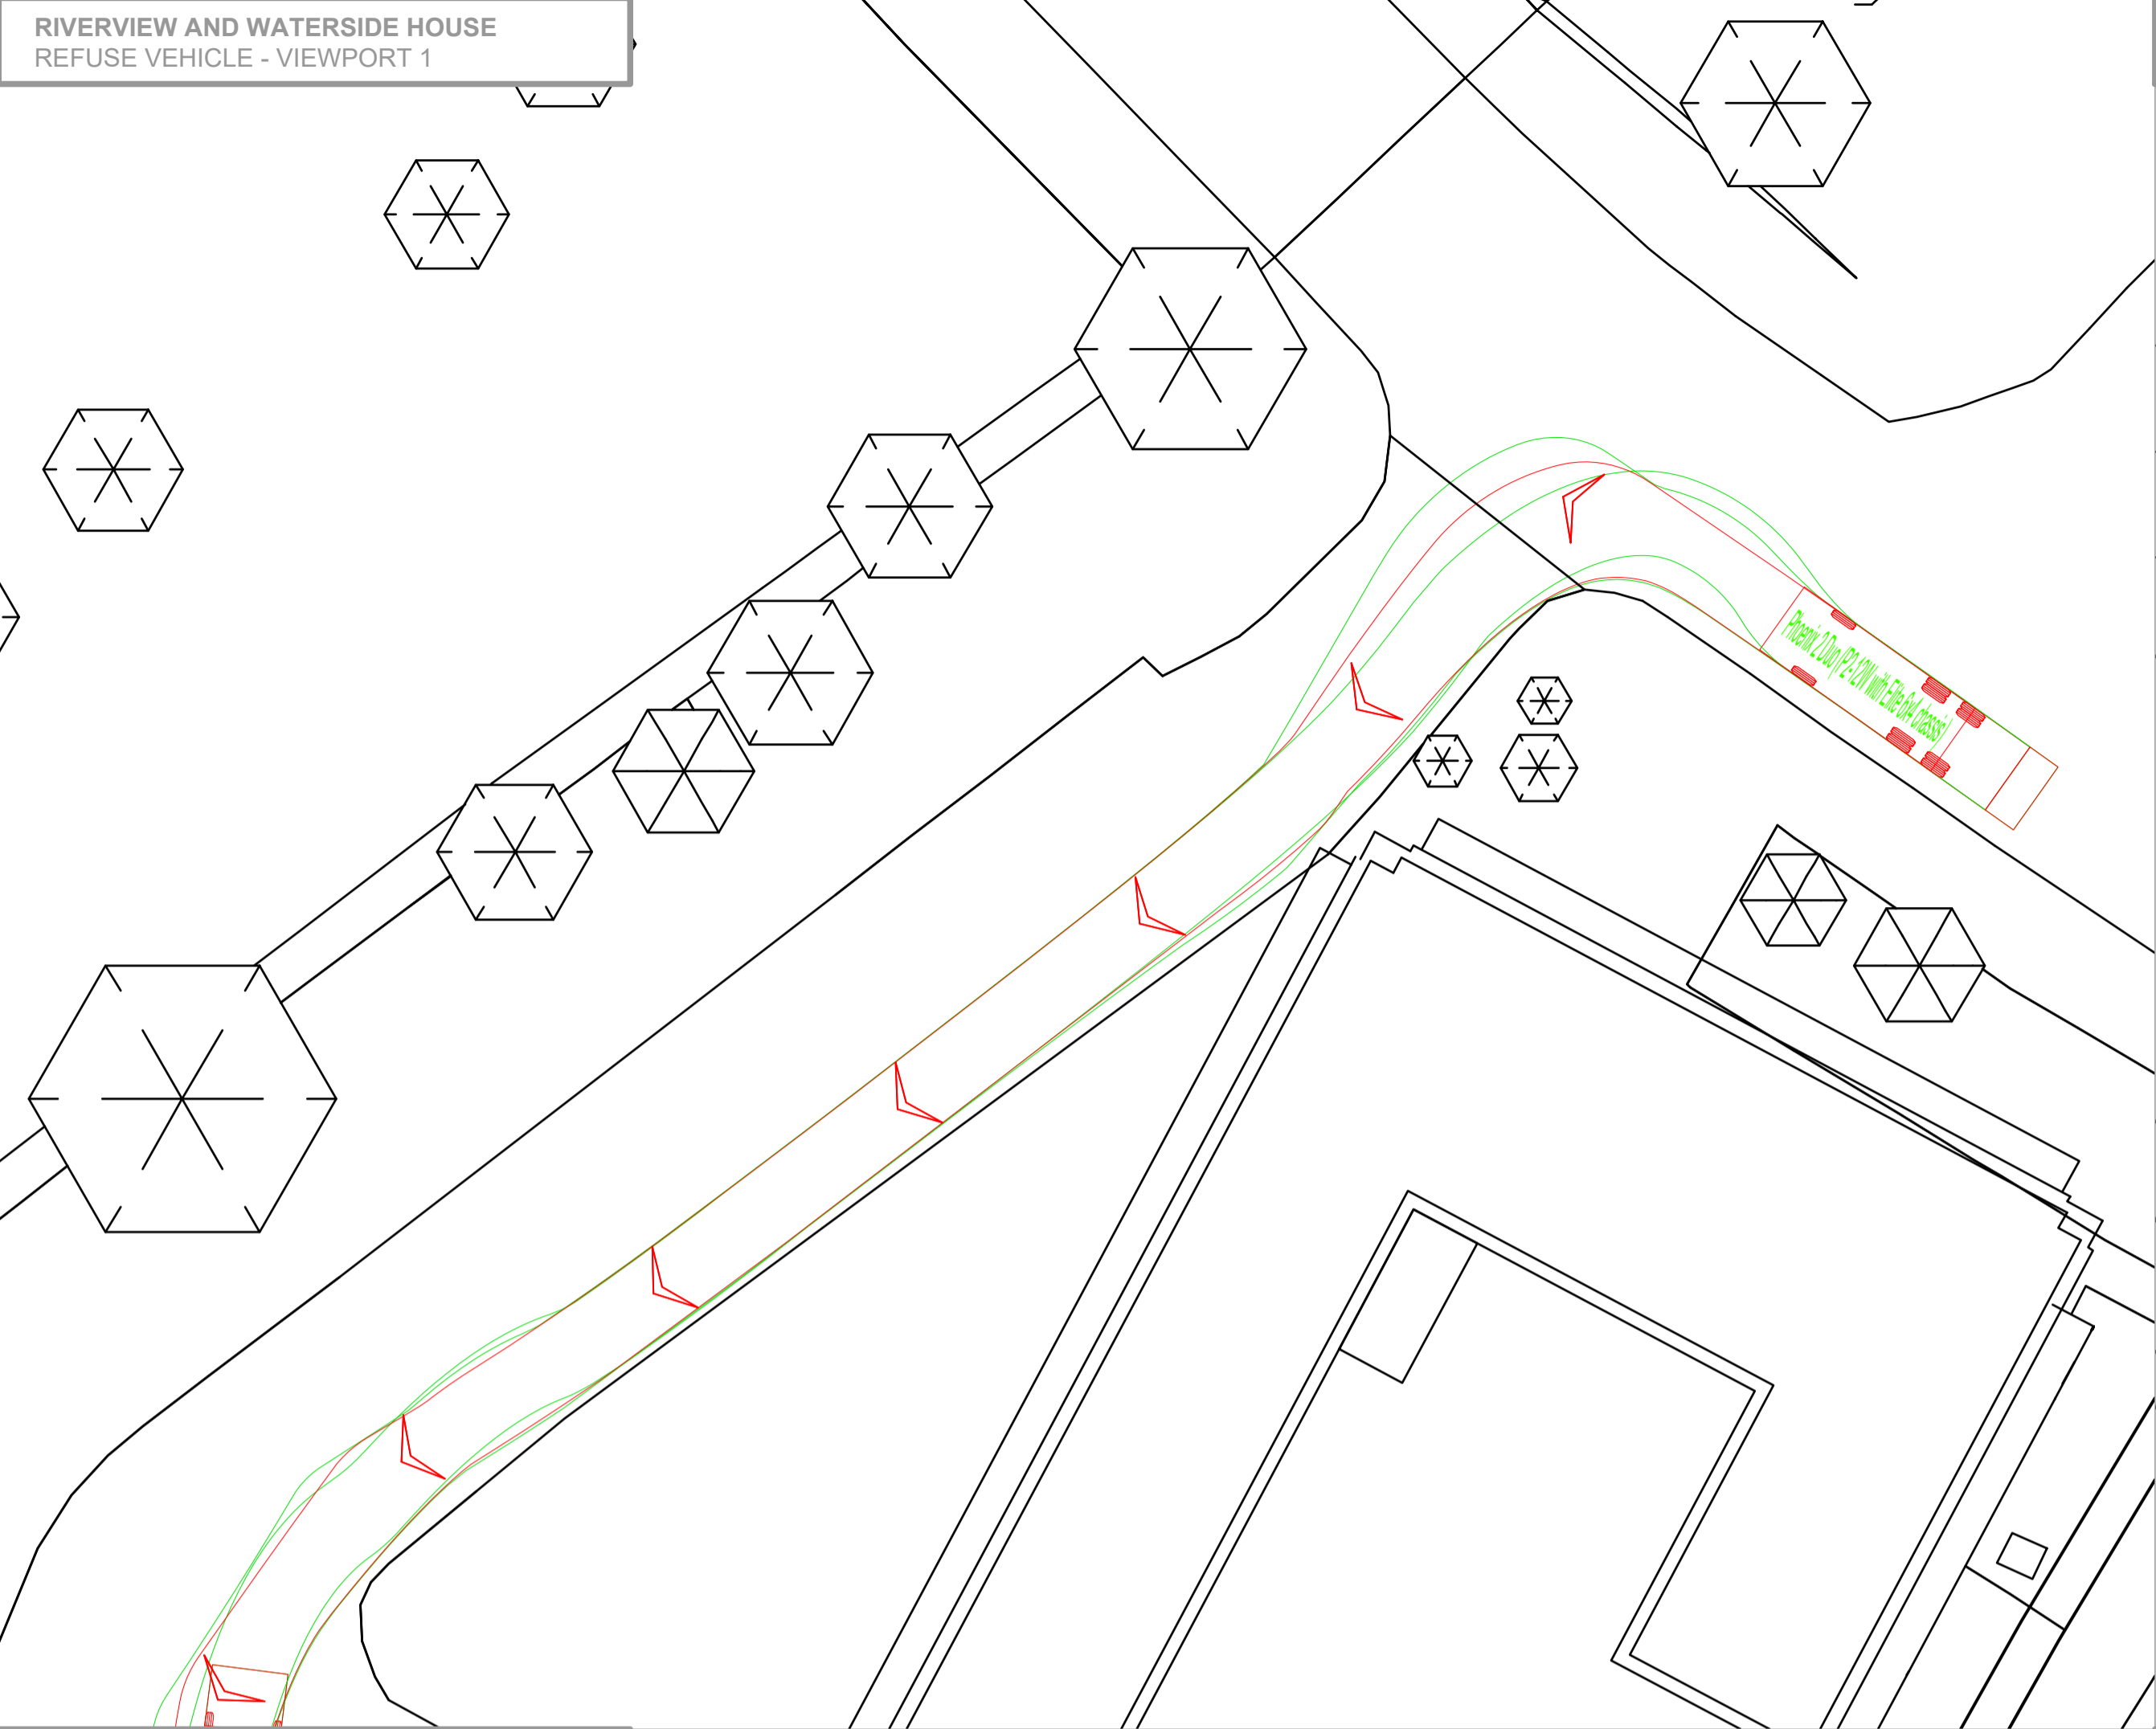 RIVERVIEW AND WATERSIDE HOUSE
REFUSE VEHICLE - VIEWPORT 1
Phoenix 2 Duo P2-12W with Elite 6x4 chassis